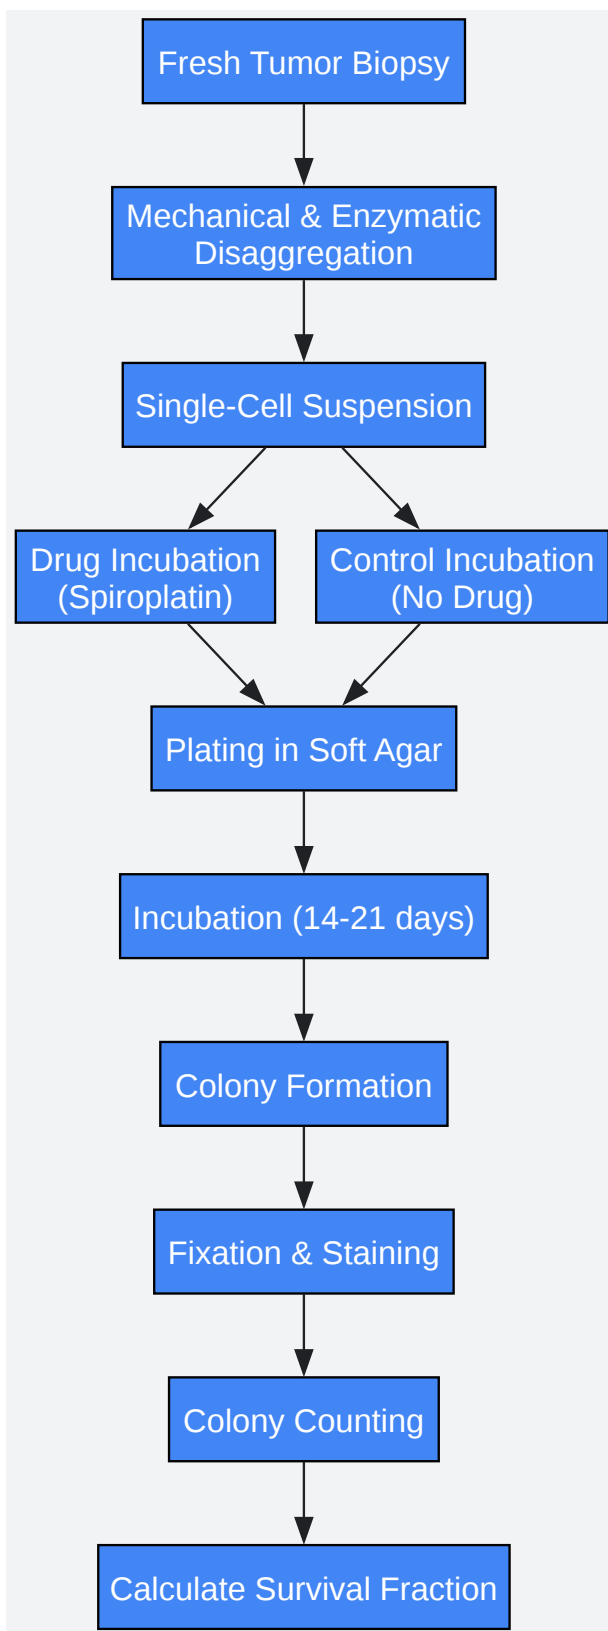 Fresh Tumor Biopsy
Mechanical & Enzymatic
Disaggregation
Single-Cell Suspension
Drug Incubation
(Spiroplatin)
Control Incubation
(No Drug)
Plating in Soft Agar
Incubation (14-21 days)
Colony Formation
Fixation & Staining
Colony Counting
Calculate Survival Fraction